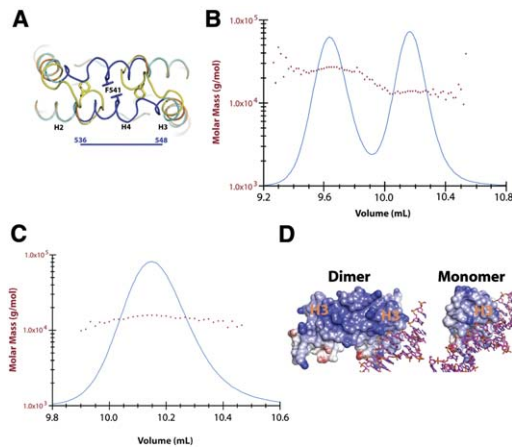 A
F541
H2
H4
H3
536
548
B
Molar Mass (g/mol)
1.0x10⁵
1.0x10⁴
1.0x10³
9.2
9.6
10.0
10.4
10.8
Volume (mL)
C
Molar Mass (g/mol)
1.0x10⁵
1.0x10⁴
1.0x10³
9.8
10.0
10.2
10.4
10.6
Volume (mL)
D
Dimer
Monomer
H3
H3
H3